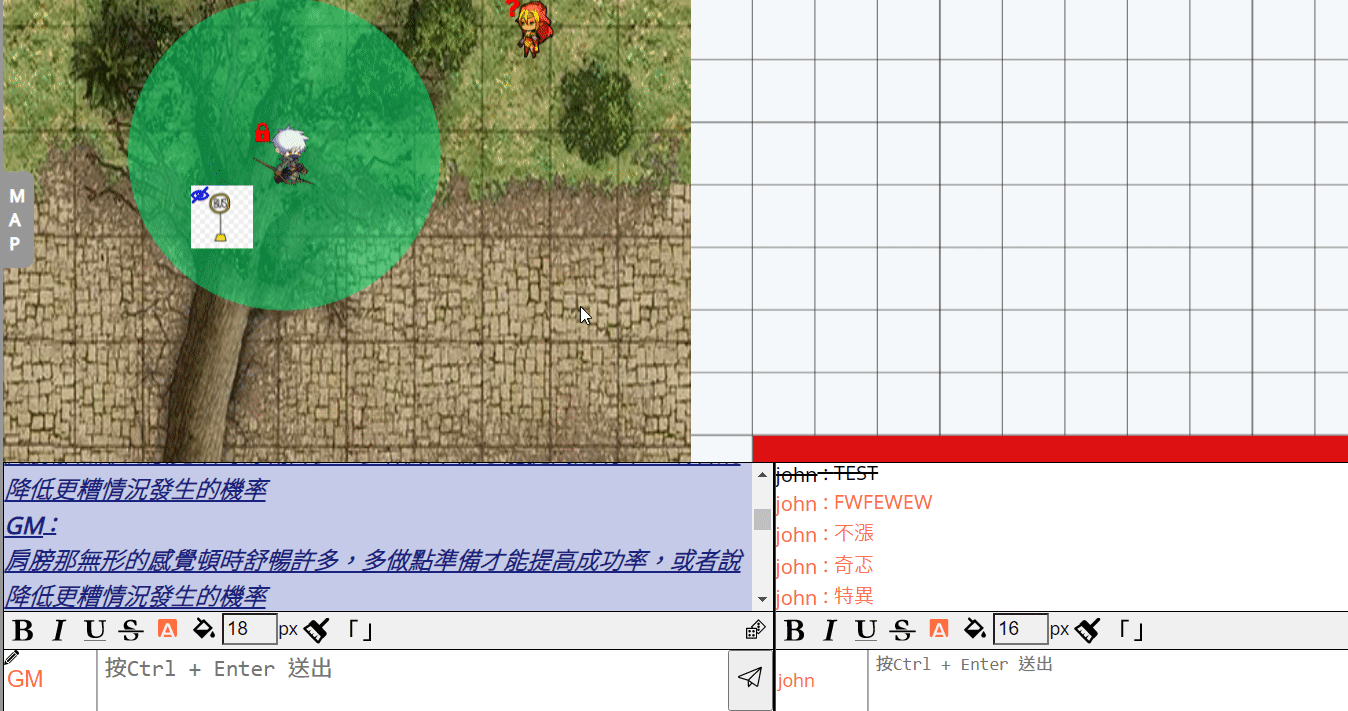 MAP
BUS
?
降低更糟情況發生的機率
GM：
肩膀那無形的感覺頓時舒暢許多，多做點準備才能提高成功率，或者說
降低更糟情況發生的機率
B I U S A 18 px 「」
GM
按Ctrl + Enter 送出
john：TEST
john：FWFEWEW
john：不漲
john：奇忑
john：特異
B I U S A 16 px 「」
john
按Ctrl + Enter 送出